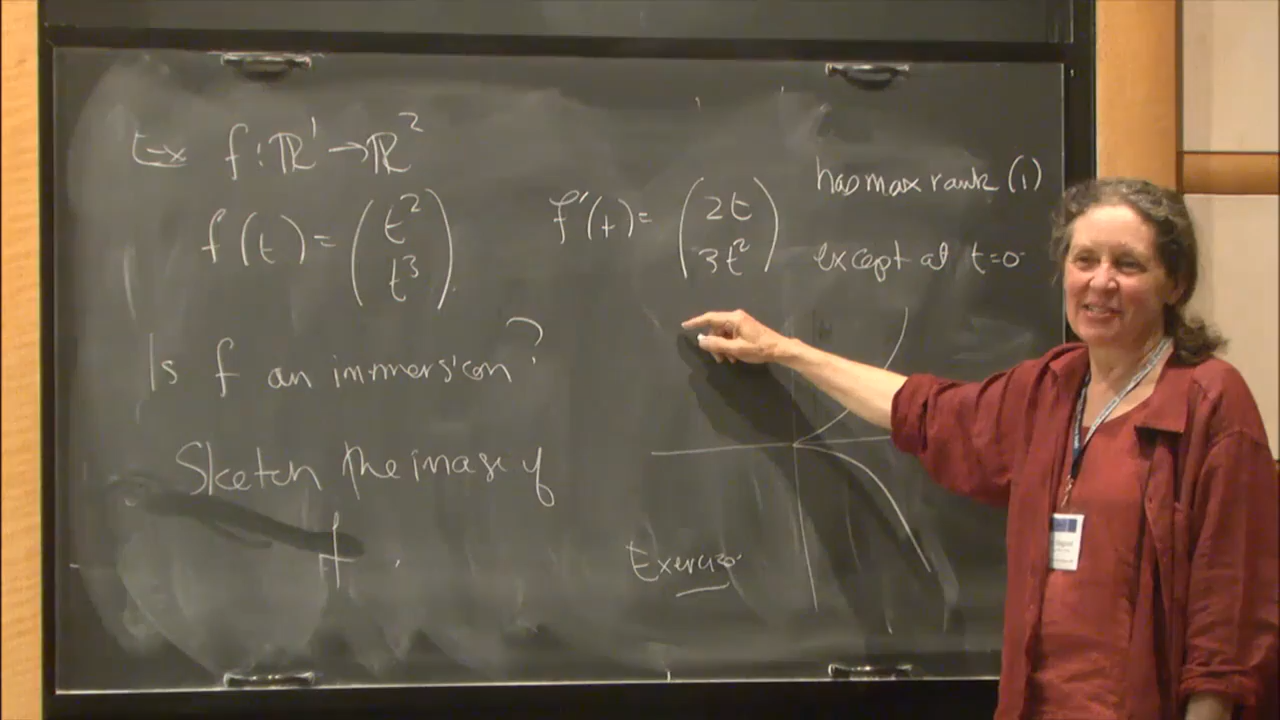 Ex f : ℝ¹ → ℝ²
f(t) = (t² t³).
Is f an immersion?
Sketch the image of
f.
f'(t) = (2t 3t²)
has max rank (1)
except at t=0
Exercise